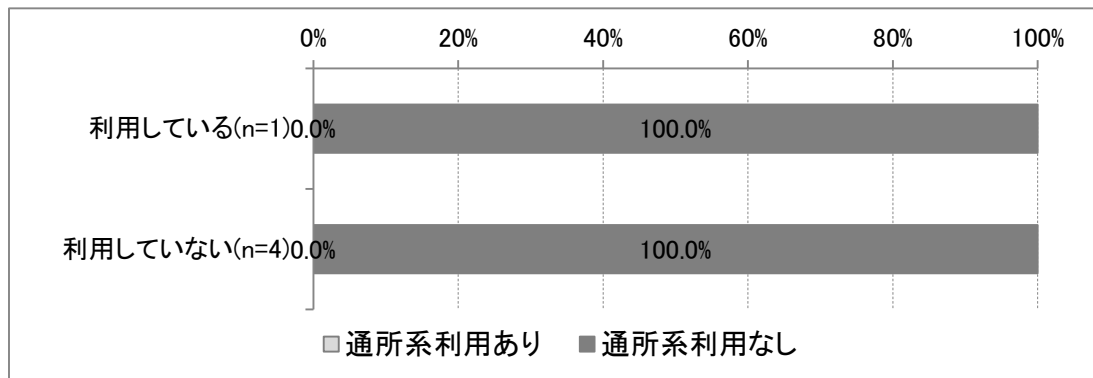 0% 20% 40% 60% 80% 100%
利用している(n=1) 0.0% 100.0%
利用していない(n=4) 0.0% 100.0%
通所系利用あり 通所系利用なし